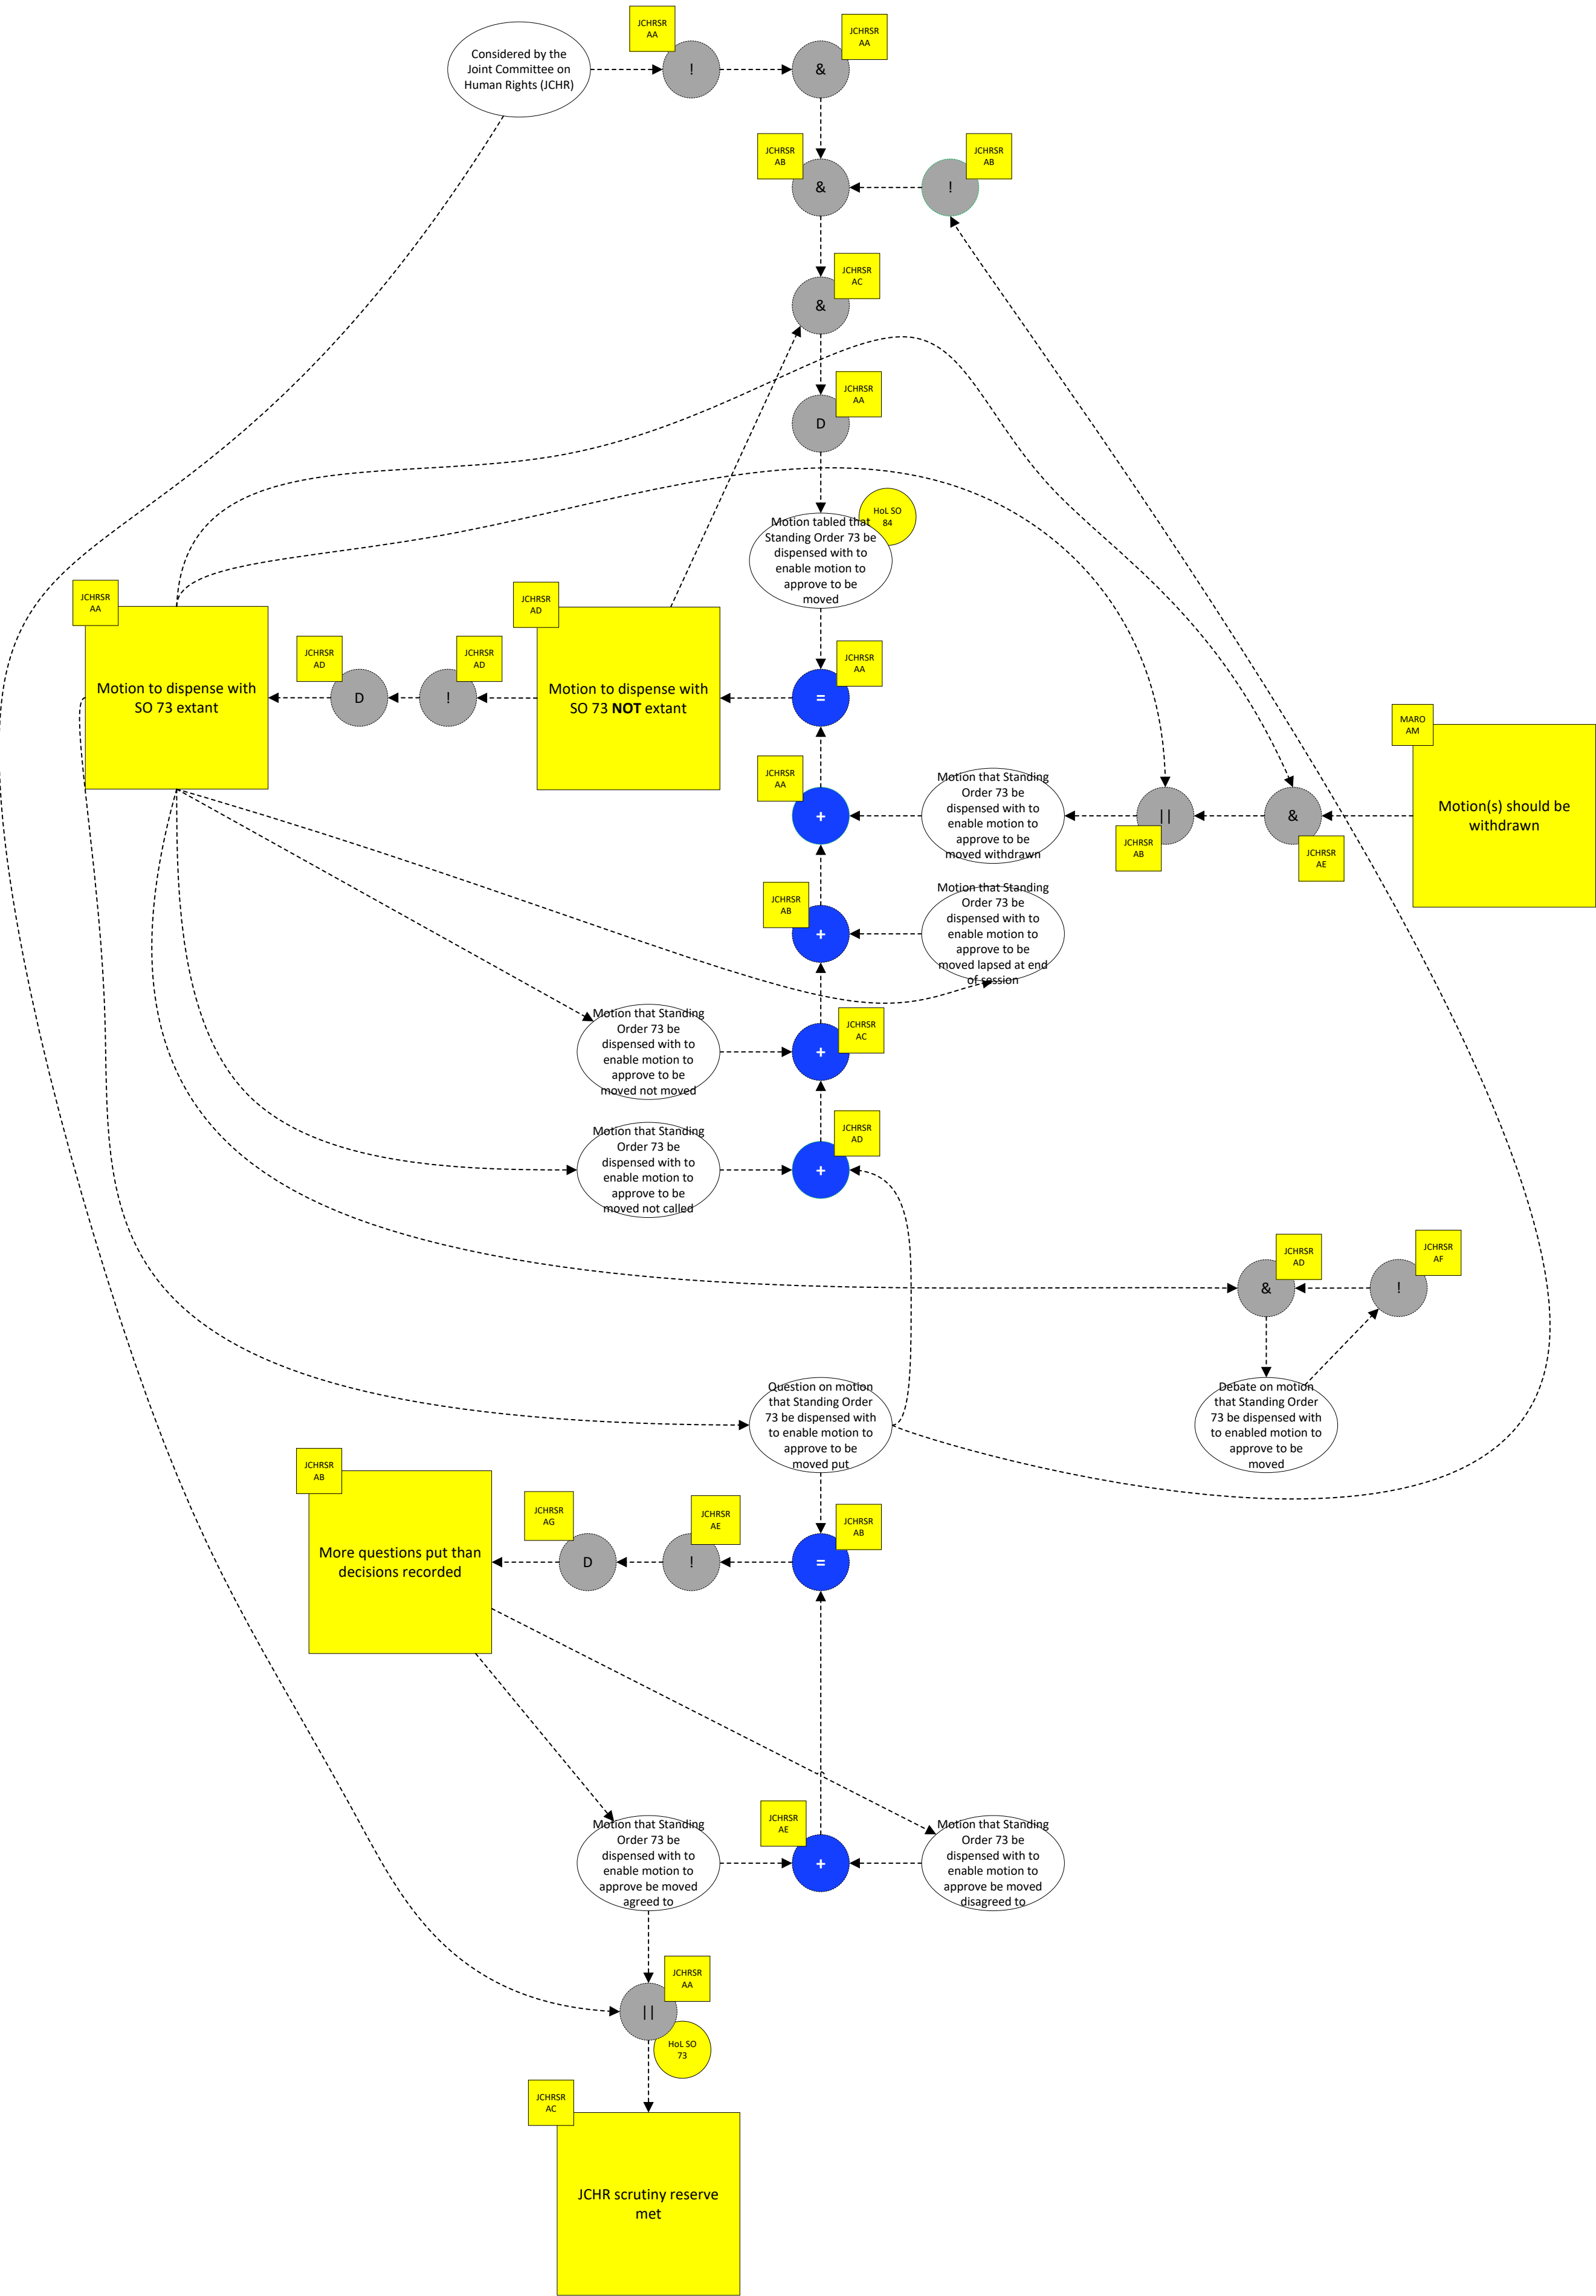 JCHRSR
AA
JCHRSR
AA
Considered by the
Joint Committee on
Human Rights (JCHR)
!
&
JCHRSR
AB
JCHRSR
AB
&
!
JCHRSR
AC
&
JCHRSR
AA
D
HoL SO
84
Motion tabled that
Standing Order 73 be
dispensed with to
enable motion to
approve to be
moved
JCHRSR
AA
Motion to dispense with
SO 73 extant
JCHRSR
AD
D
JCHRSR
AD
!
JCHRSR
AD
Motion to dispense with
SO 73 NOT extant
JCHRSR
AA
=
MARO
AM
Motion(s) should be
withdrawn
JCHRSR
AA
+
Motion that Standing
Order 73 be
dispensed with to
enable motion to
approve to be
moved withdrawn
||
JCHRSR
AB
&
JCHRSR
AE
JCHRSR
AB
+
Motion that Standing
Order 73 be
dispensed with to
enable motion to
approve to be
moved lapsed at end
of session
Motion that Standing
Order 73 be
dispensed with to
enable motion to
approve to be
moved not moved
JCHRSR
AC
+
Motion that Standing
Order 73 be
dispensed with to
enable motion to
approve to be
moved not called
JCHRSR
AD
+
JCHRSR
AD
&
JCHRSR
AF
!
Question on motion
that Standing Order
73 be dispensed with
to enable motion to
approve to be
moved put
Debate on motion
that Standing Order
73 be dispensed with
to enabled motion to
approve to be
moved
JCHRSR
AB
More questions put than
decisions recorded
JCHRSR
AG
D
JCHRSR
AE
!
JCHRSR
AB
=
Motion that Standing
Order 73 be
dispensed with to
enable motion to
approve be moved
agreed to
JCHRSR
AE
+
Motion that Standing
Order 73 be
dispensed with to
enable motion to
approve be moved
disagreed to
JCHRSR
AA
||
HoL SO
73
JCHRSR
AC
JCHR scrutiny reserve
met